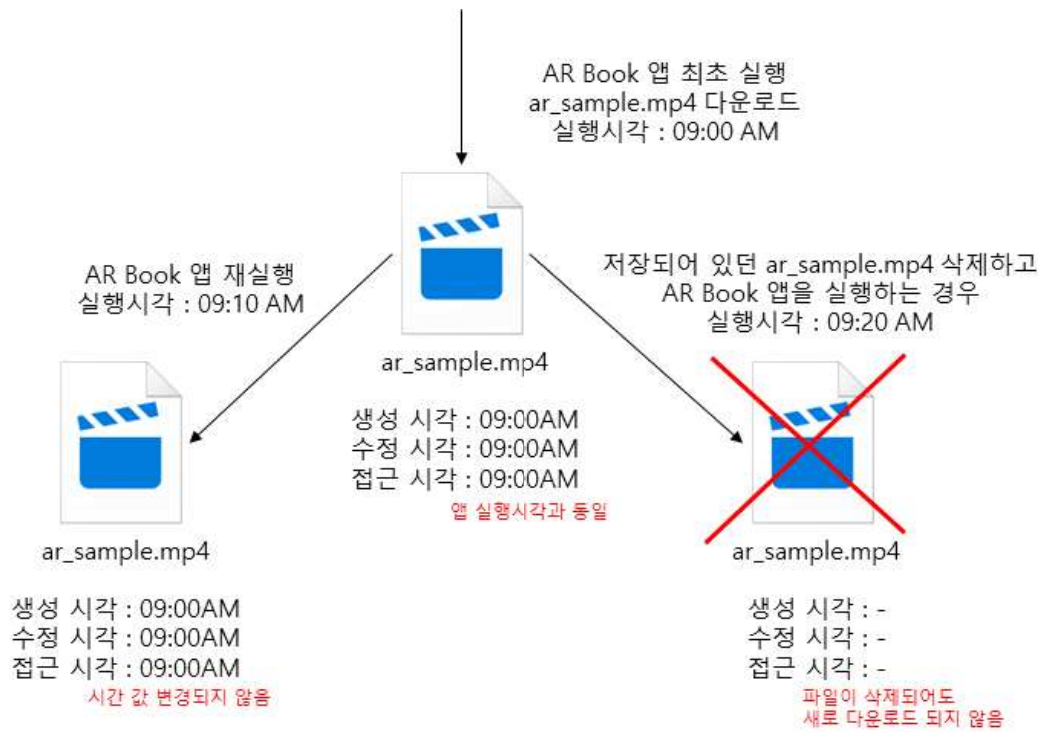 AR Book 앱 최초 실행
ar_sample.mp4 다운로드
실행시각 : 09:00 AM
AR Book 앱 재실행
실행시각 : 09:10 AM
저장되어 있던 ar_sample.mp4 삭제하고
AR Book 앱을 실행하는 경우
실행시각 : 09:20 AM
ar_sample.mp4
생성 시각 : 09:00AM
수정 시각 : 09:00AM
접근 시각 : 09:00AM
앱 실행시각과 동일
ar_sample.mp4
생성 시각 : 09:00AM
수정 시각 : 09:00AM
접근 시각 : 09:00AM
시간 값 변경되지 않음
ar_sample.mp4
생성 시각 : -
수정 시각 : -
접근 시각 : -
파일이 삭제되어도
새로 다운로드 되지 않음